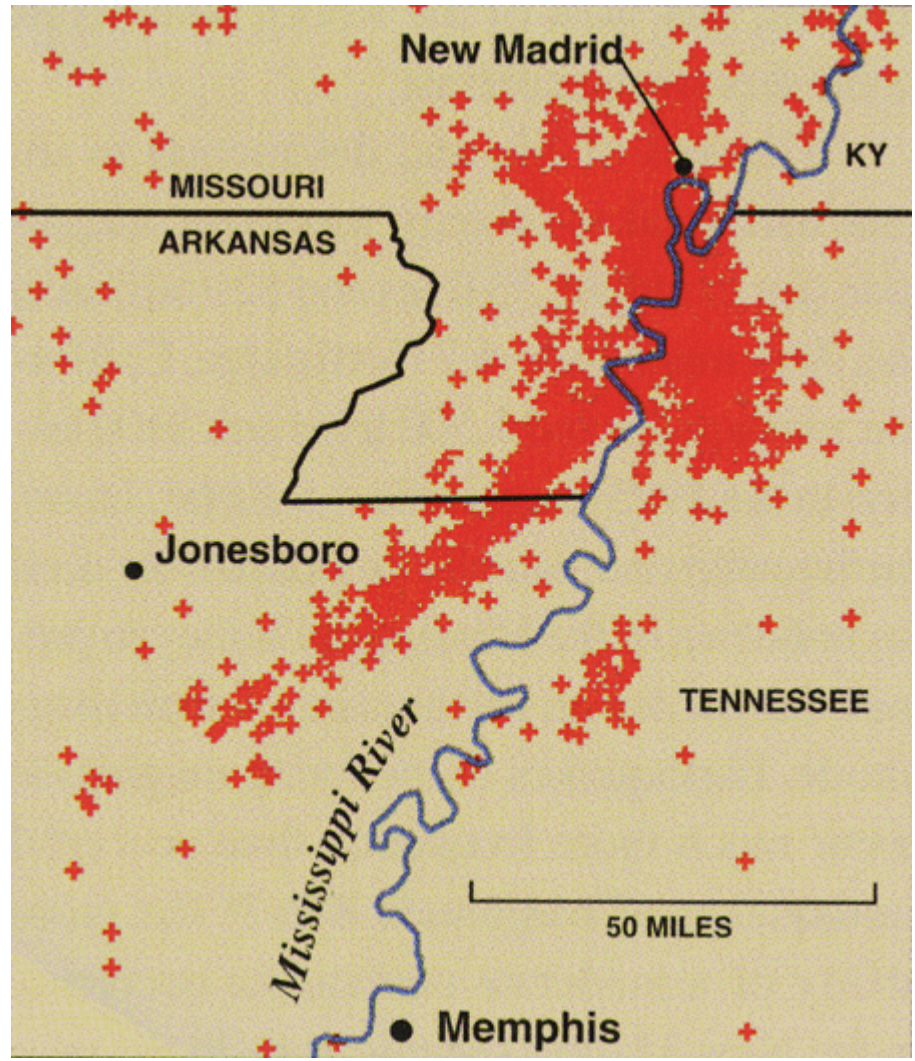 New Madrid
KY
MISSOURI
ARKANSAS
Jonesboro
TENNESSEE
Mississippi River
50 MILES
Memphis